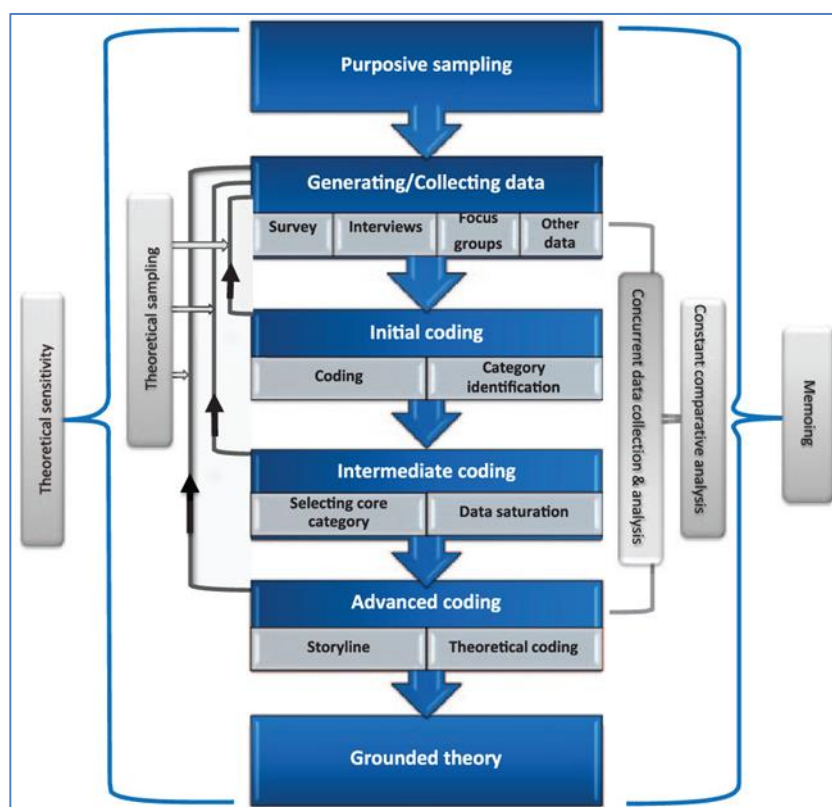 Purposive sampling
Generating/Collecting data
Survey
Interviews
Focus
groups
Other
data
Initial coding
Coding
Category
identification
Intermediate coding
Selecting core
category
Data saturation
Advanced coding
Storyline
Theoretical coding
Grounded theory
Theoretical sensitivity
Theoretical sampling
Concurrent data collection & analysis
Constant comparative analysis
Memoing